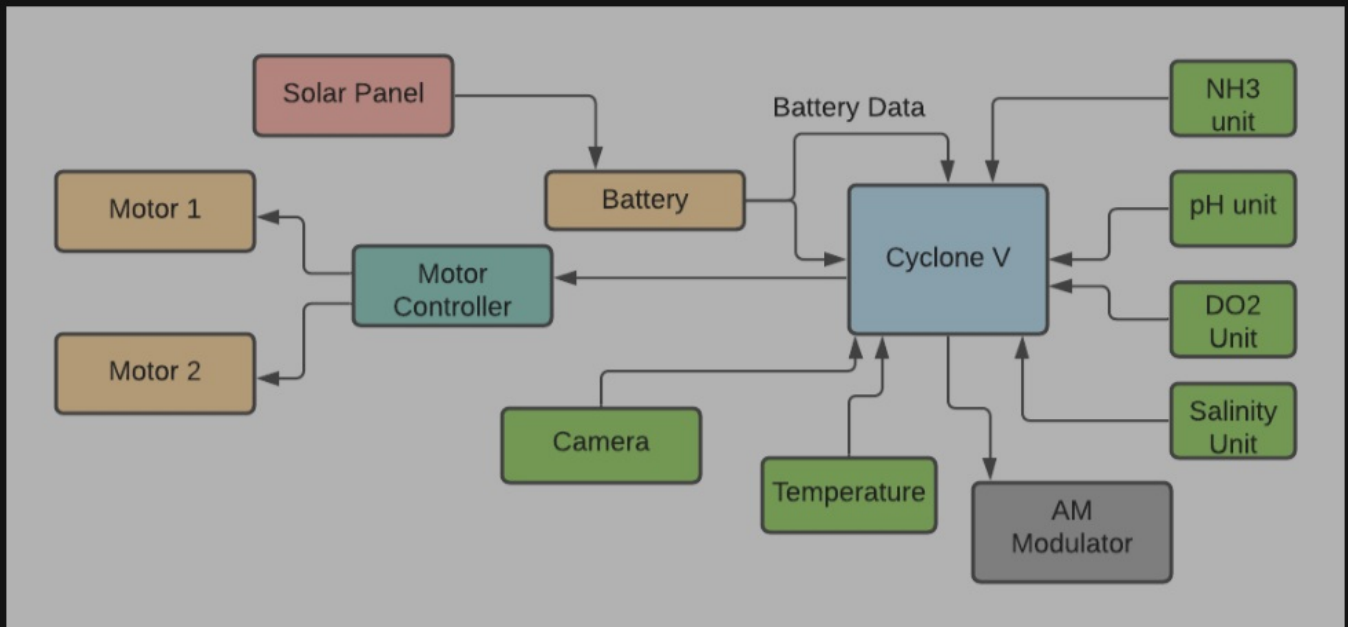 Solar Panel
Battery Data
NH3
unit
Motor 1
Battery
pH unit
Motor
Controller
Cyclone V
DO2
Unit
Motor 2
Camera
Temperature
Salinity
Unit
AM
Modulator